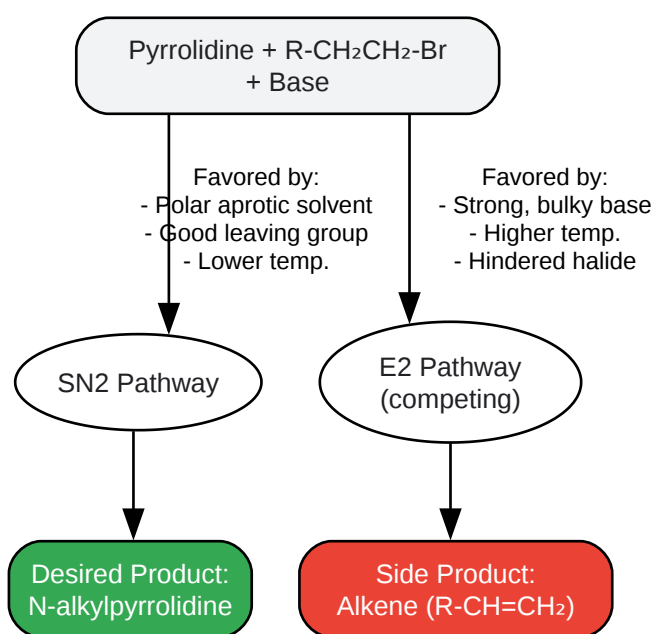 Pyrrolidine + R-CH₂CH₂-Br
+ Base
Favored by:
- Polar aprotic solvent
- Good leaving group
- Lower temp.
Favored by:
- Strong, bulky base
- Higher temp.
- Hindered halide
SN2 Pathway
E2 Pathway
(competing)
Desired Product:
N-alkylpyrrolidine
Side Product:
Alkene (R-CH=CH₂)